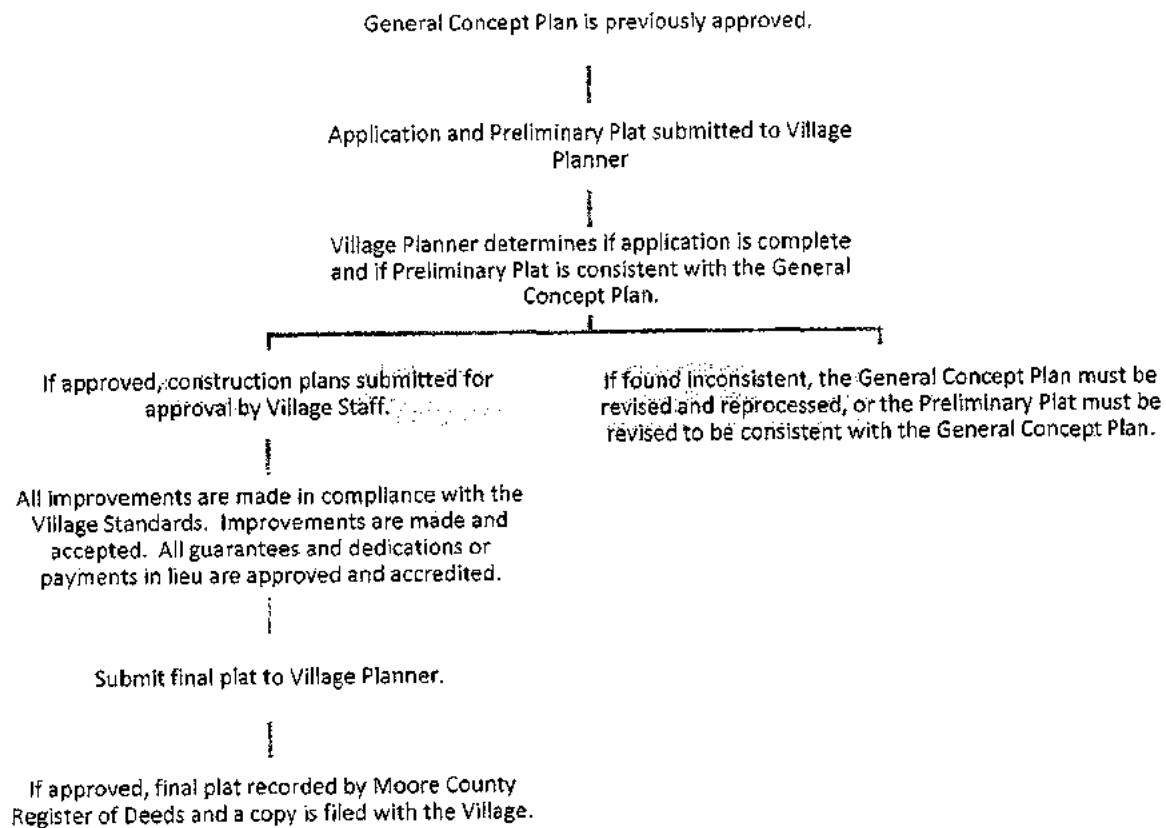 General Concept Plan is previously approved.
Application and Preliminary Plat submitted to Village
Planner
Village Planner determines if application is complete
and if Preliminary Plat is consistent with the General
Concept Plan.
If approved, construction plans submitted for
approval by Village Staff.
If found inconsistent, the General Concept Plan must be
revised and reprocessed, or the Preliminary Plat must be
revised to be consistent with the General Concept Plan.
All improvements are made in compliance with the
Village Standards. Improvements are made and
accepted. All guarantees and dedications or
payments in lieu are approved and accredited.
Submit final plat to Village Planner.
If approved, final plat recorded by Moore County
Register of Deeds and a copy is filed with the Village.